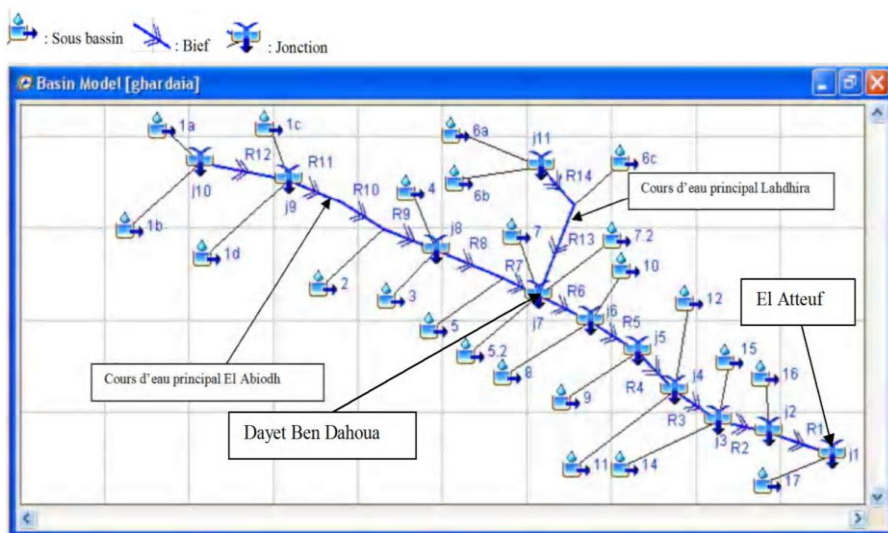 : Sous bassin : Bief : Jonction
Basin Model [ghardaia]
1a
1c
6a
j11
6c
R12
R11
R14
j10
j9
R10
4
6b
Cours d'eau principal Lahdhira
1b
1d
R9
j8
7
R13
7.2
R8
10
2
3
R7
R6
12
El Atteuf
5
j7
j6
R5
5.2
j5
15
Cours d'eau principal El Abiodh
8
R4
j4
16
9
R3
j2
Dayet Ben Dahoua
j3
R2
R1
11
14
j1
17